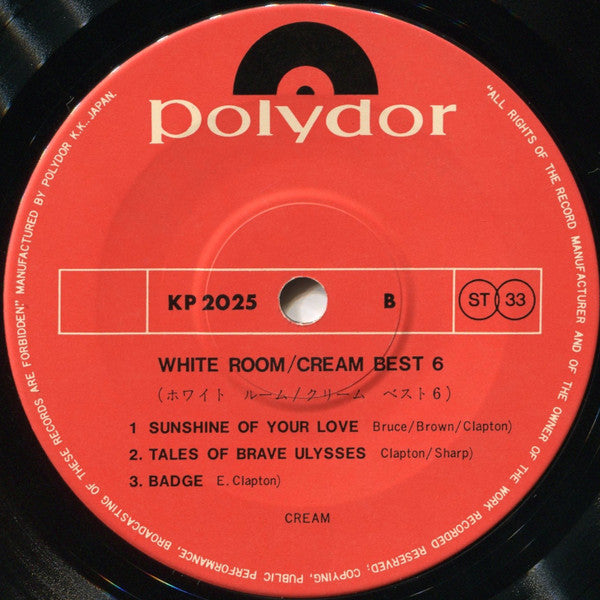 polydor
KP 2025 B ST 33
WHITE ROOM/CREAM BEST 6
(ホワイト ルーム/クリーム ベスト6)
1 SUNSHINE OF YOUR LOVE Bruce/Brown/Clapton)
2. TALES OF BRAVE ULYSSES Clapton/Sharp)
3. BADGE E. Clapton)
CREAM
"ALL RIGHTS OF THE RECORD MANUFACTURER AND OF THE OWNER OF THE WORK RECORDED RESERVED; COPYING, PUBLIC PERFORMANCE, BROADCASTING OF THESE RECORDS ARE FORBIDDEN." MANUFACTURED BY POLYDOR K.K., JAPAN.